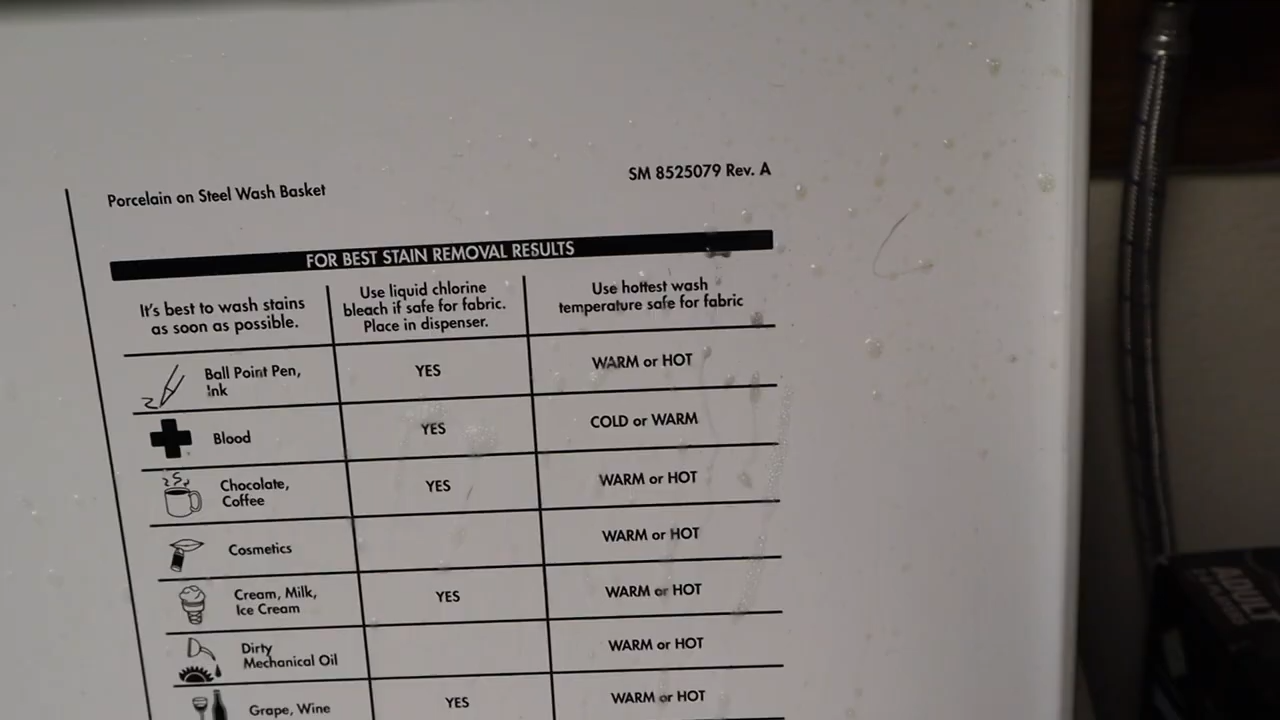 Porcelain on Steel Wash Basket
SM 8525079 Rev. A
FOR BEST STAIN REMOVAL RESULTS
It's best to wash stains
as soon as possible.
Use liquid chlorine
bleach if safe for fabric.
Place in dispenser.
Use hottest wash
temperature safe for fabric
Ball Point Pen,
Ink
YES
WARM or HOT
Blood
YES
COLD or WARM
Chocolate,
Coffee
YES
WARM or HOT
Cosmetics
WARM or HOT
Cream, Milk,
Ice Cream
YES
WARM or HOT
Dirty
Mechanical Oil
WARM or HOT
Grape, Wine
YES
WARM or HOT
ADULT